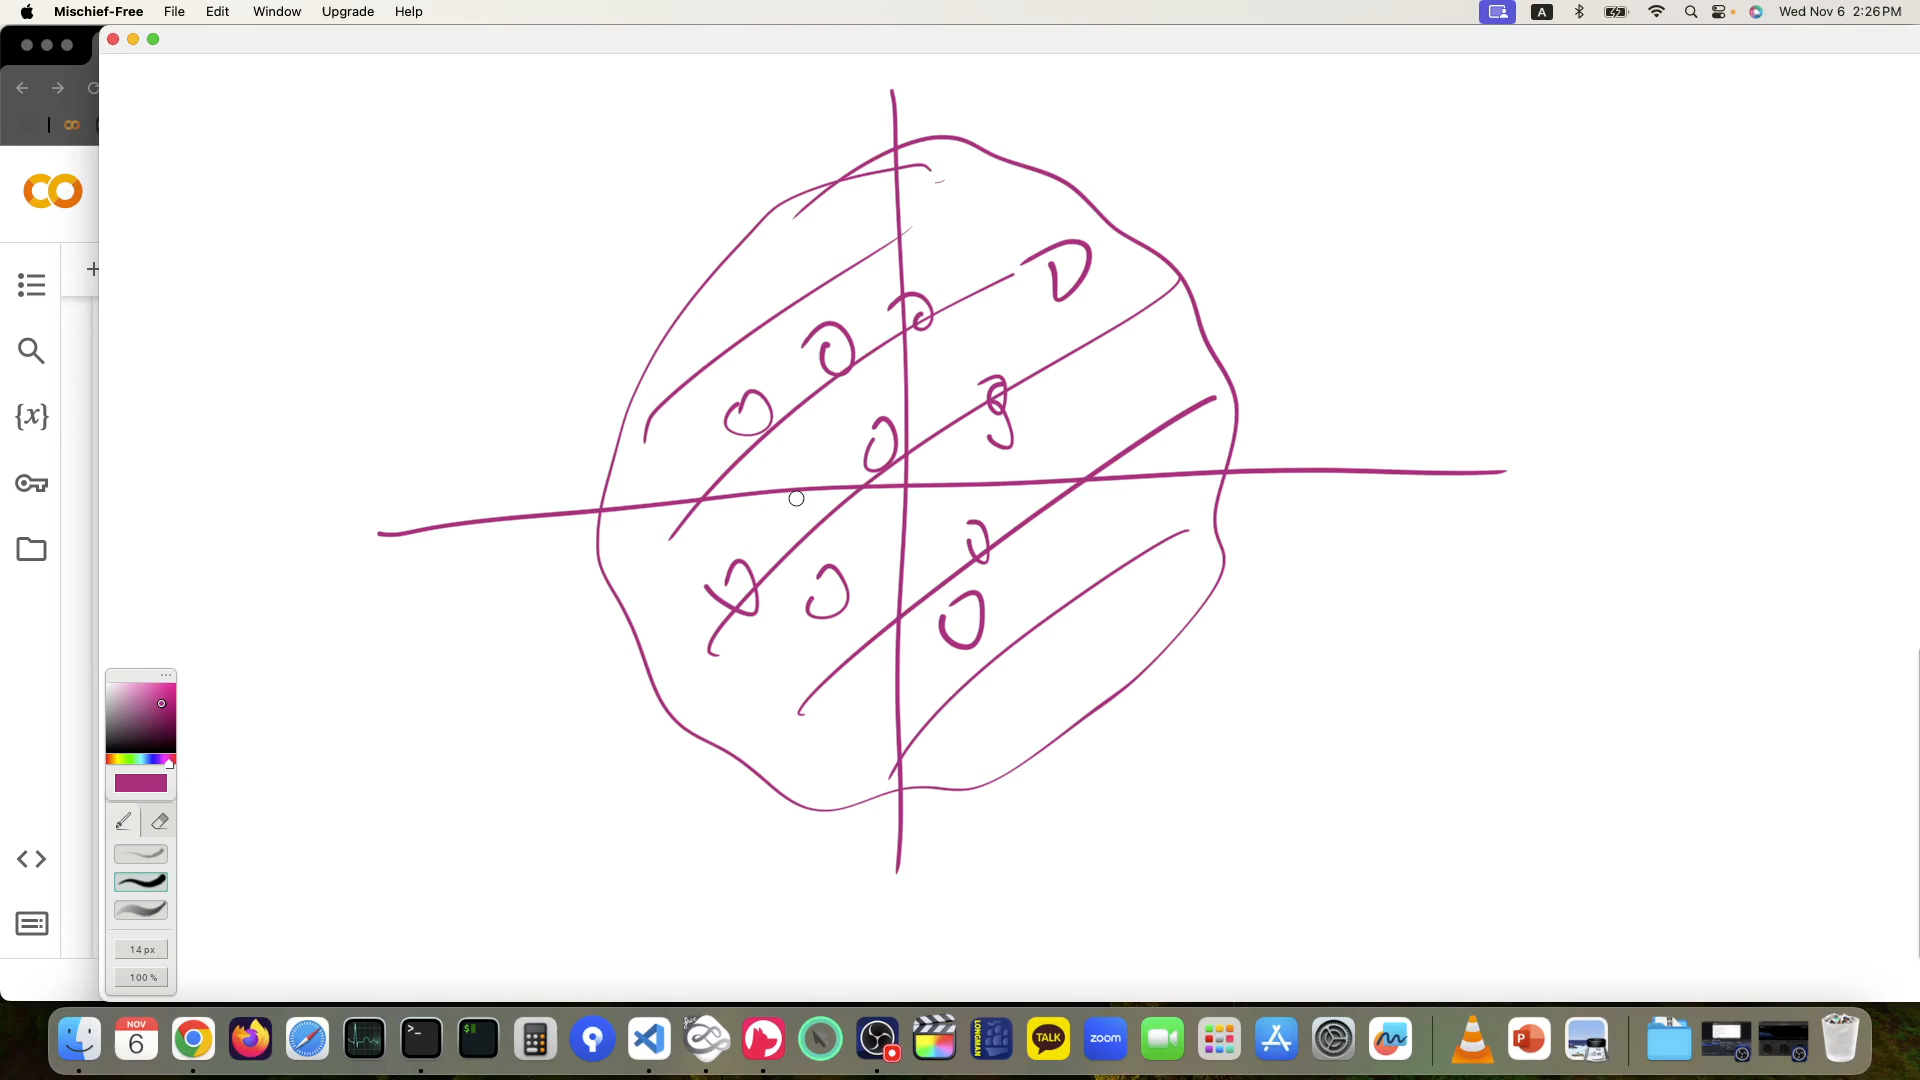 Mischief-Free File Edit Window Upgrade Help
A
Wed Nov 6 2:26 PM
D
{x}
14 px
100 %
NOV
6
>_
$
LONGMAN
TALK
zoom
P